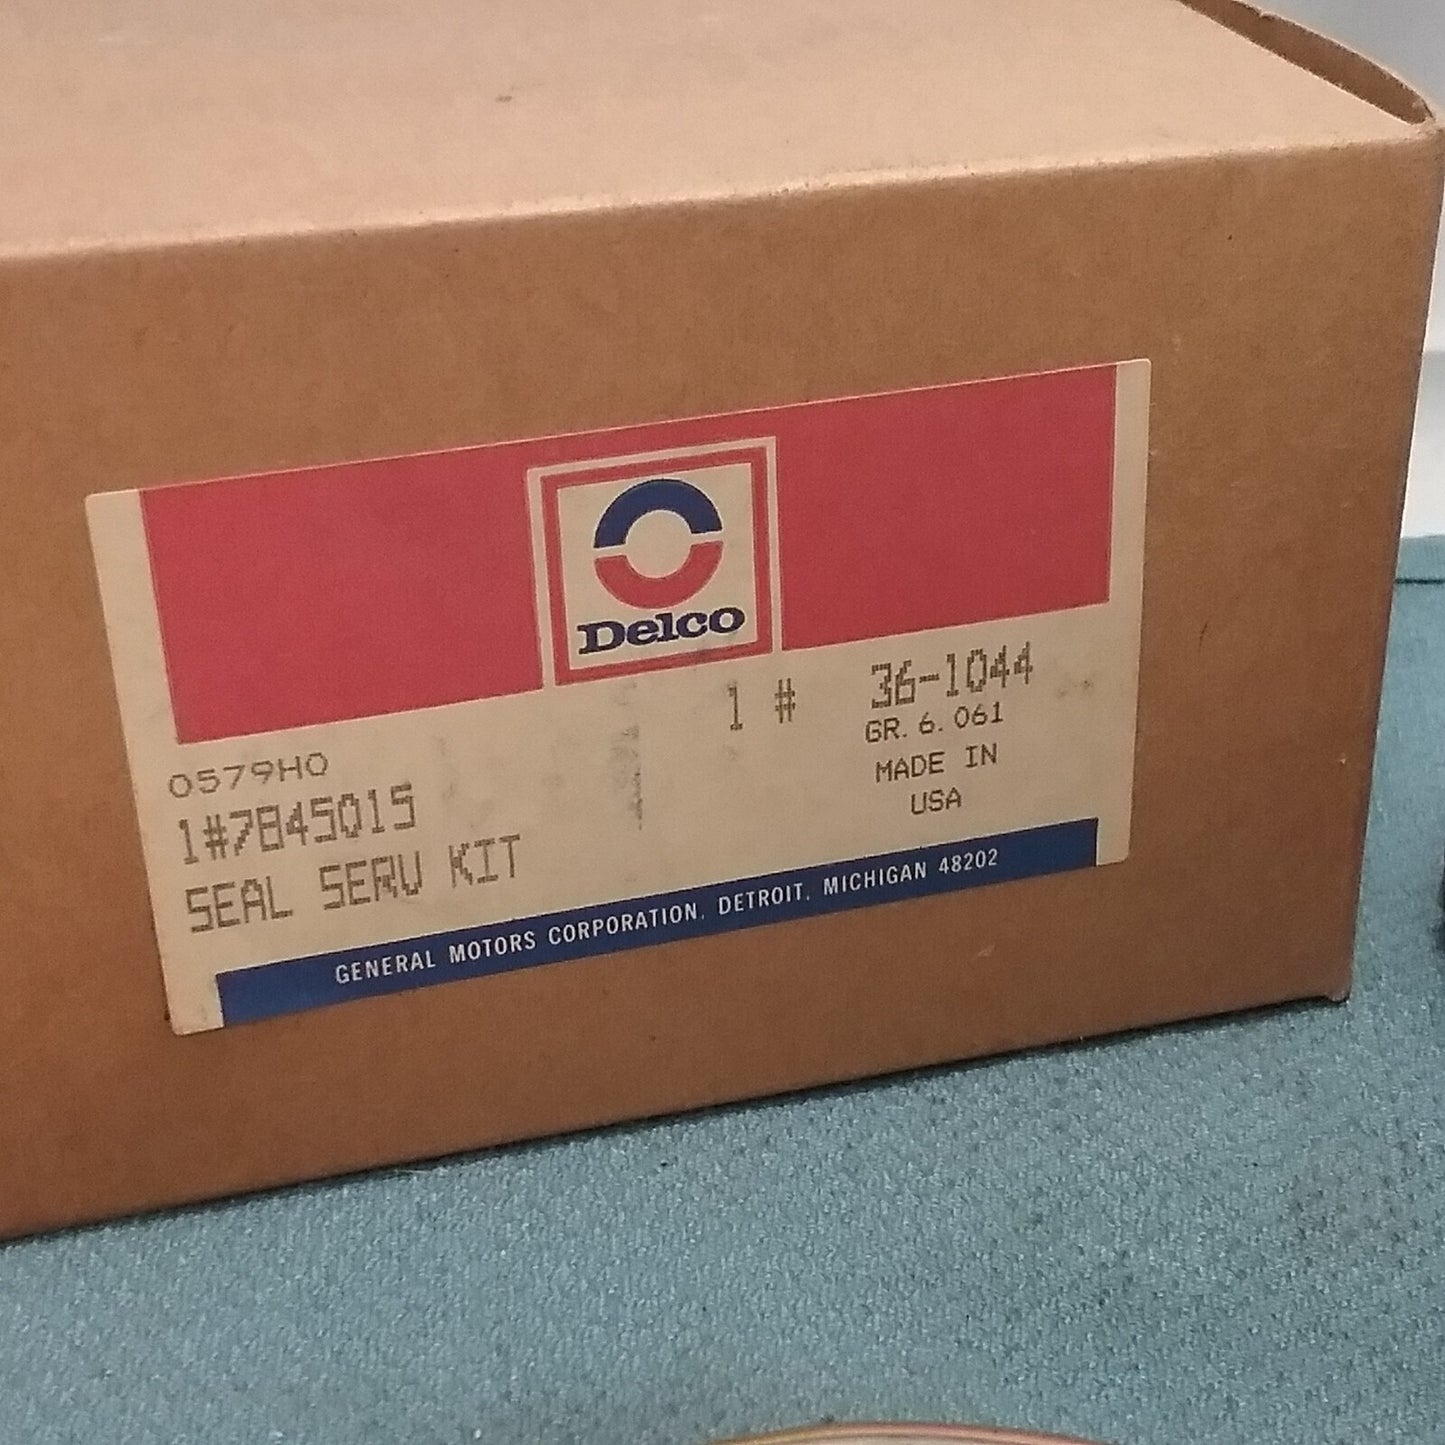 Delco
1 # 36-1044
GR. 6. 061
MADE IN
USA
0579HO
1#7845015
SEAL SERV KIT
GENERAL MOTORS CORPORATION, DETROIT, MICHIGAN 48202